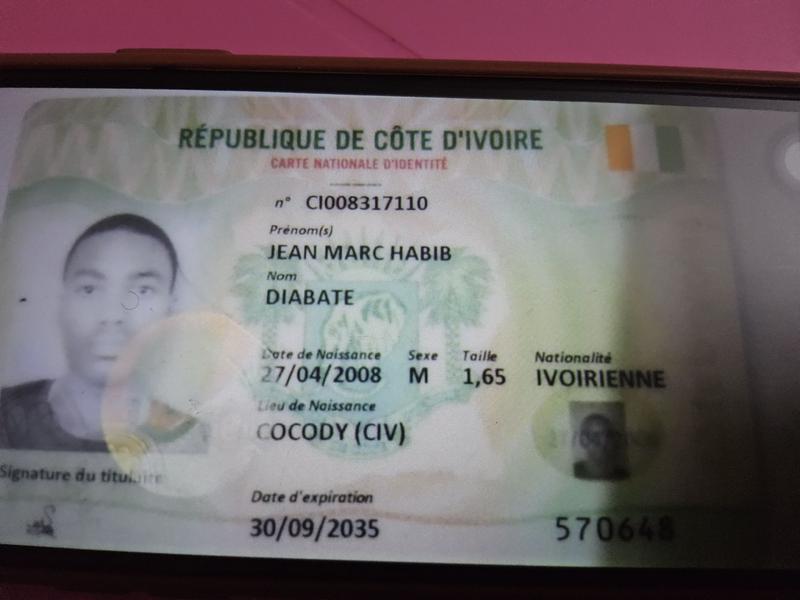 RÉPUBLIQUE DE CÔTE D'IVOIRE
CARTE NATIONALE D'IDENTITÉ
n° CI008317110
Prénom(s)
JEAN MARC HABIB
Nom
DIABATE
Date de Naissance Sexe Taille Nationalité
27/04/2008 M 1,65 IVOIRIENNE
Lieu de Naissance
COCODY (CIV)
Signature du titulaire
Date d'expiration
30/09/2035
570648